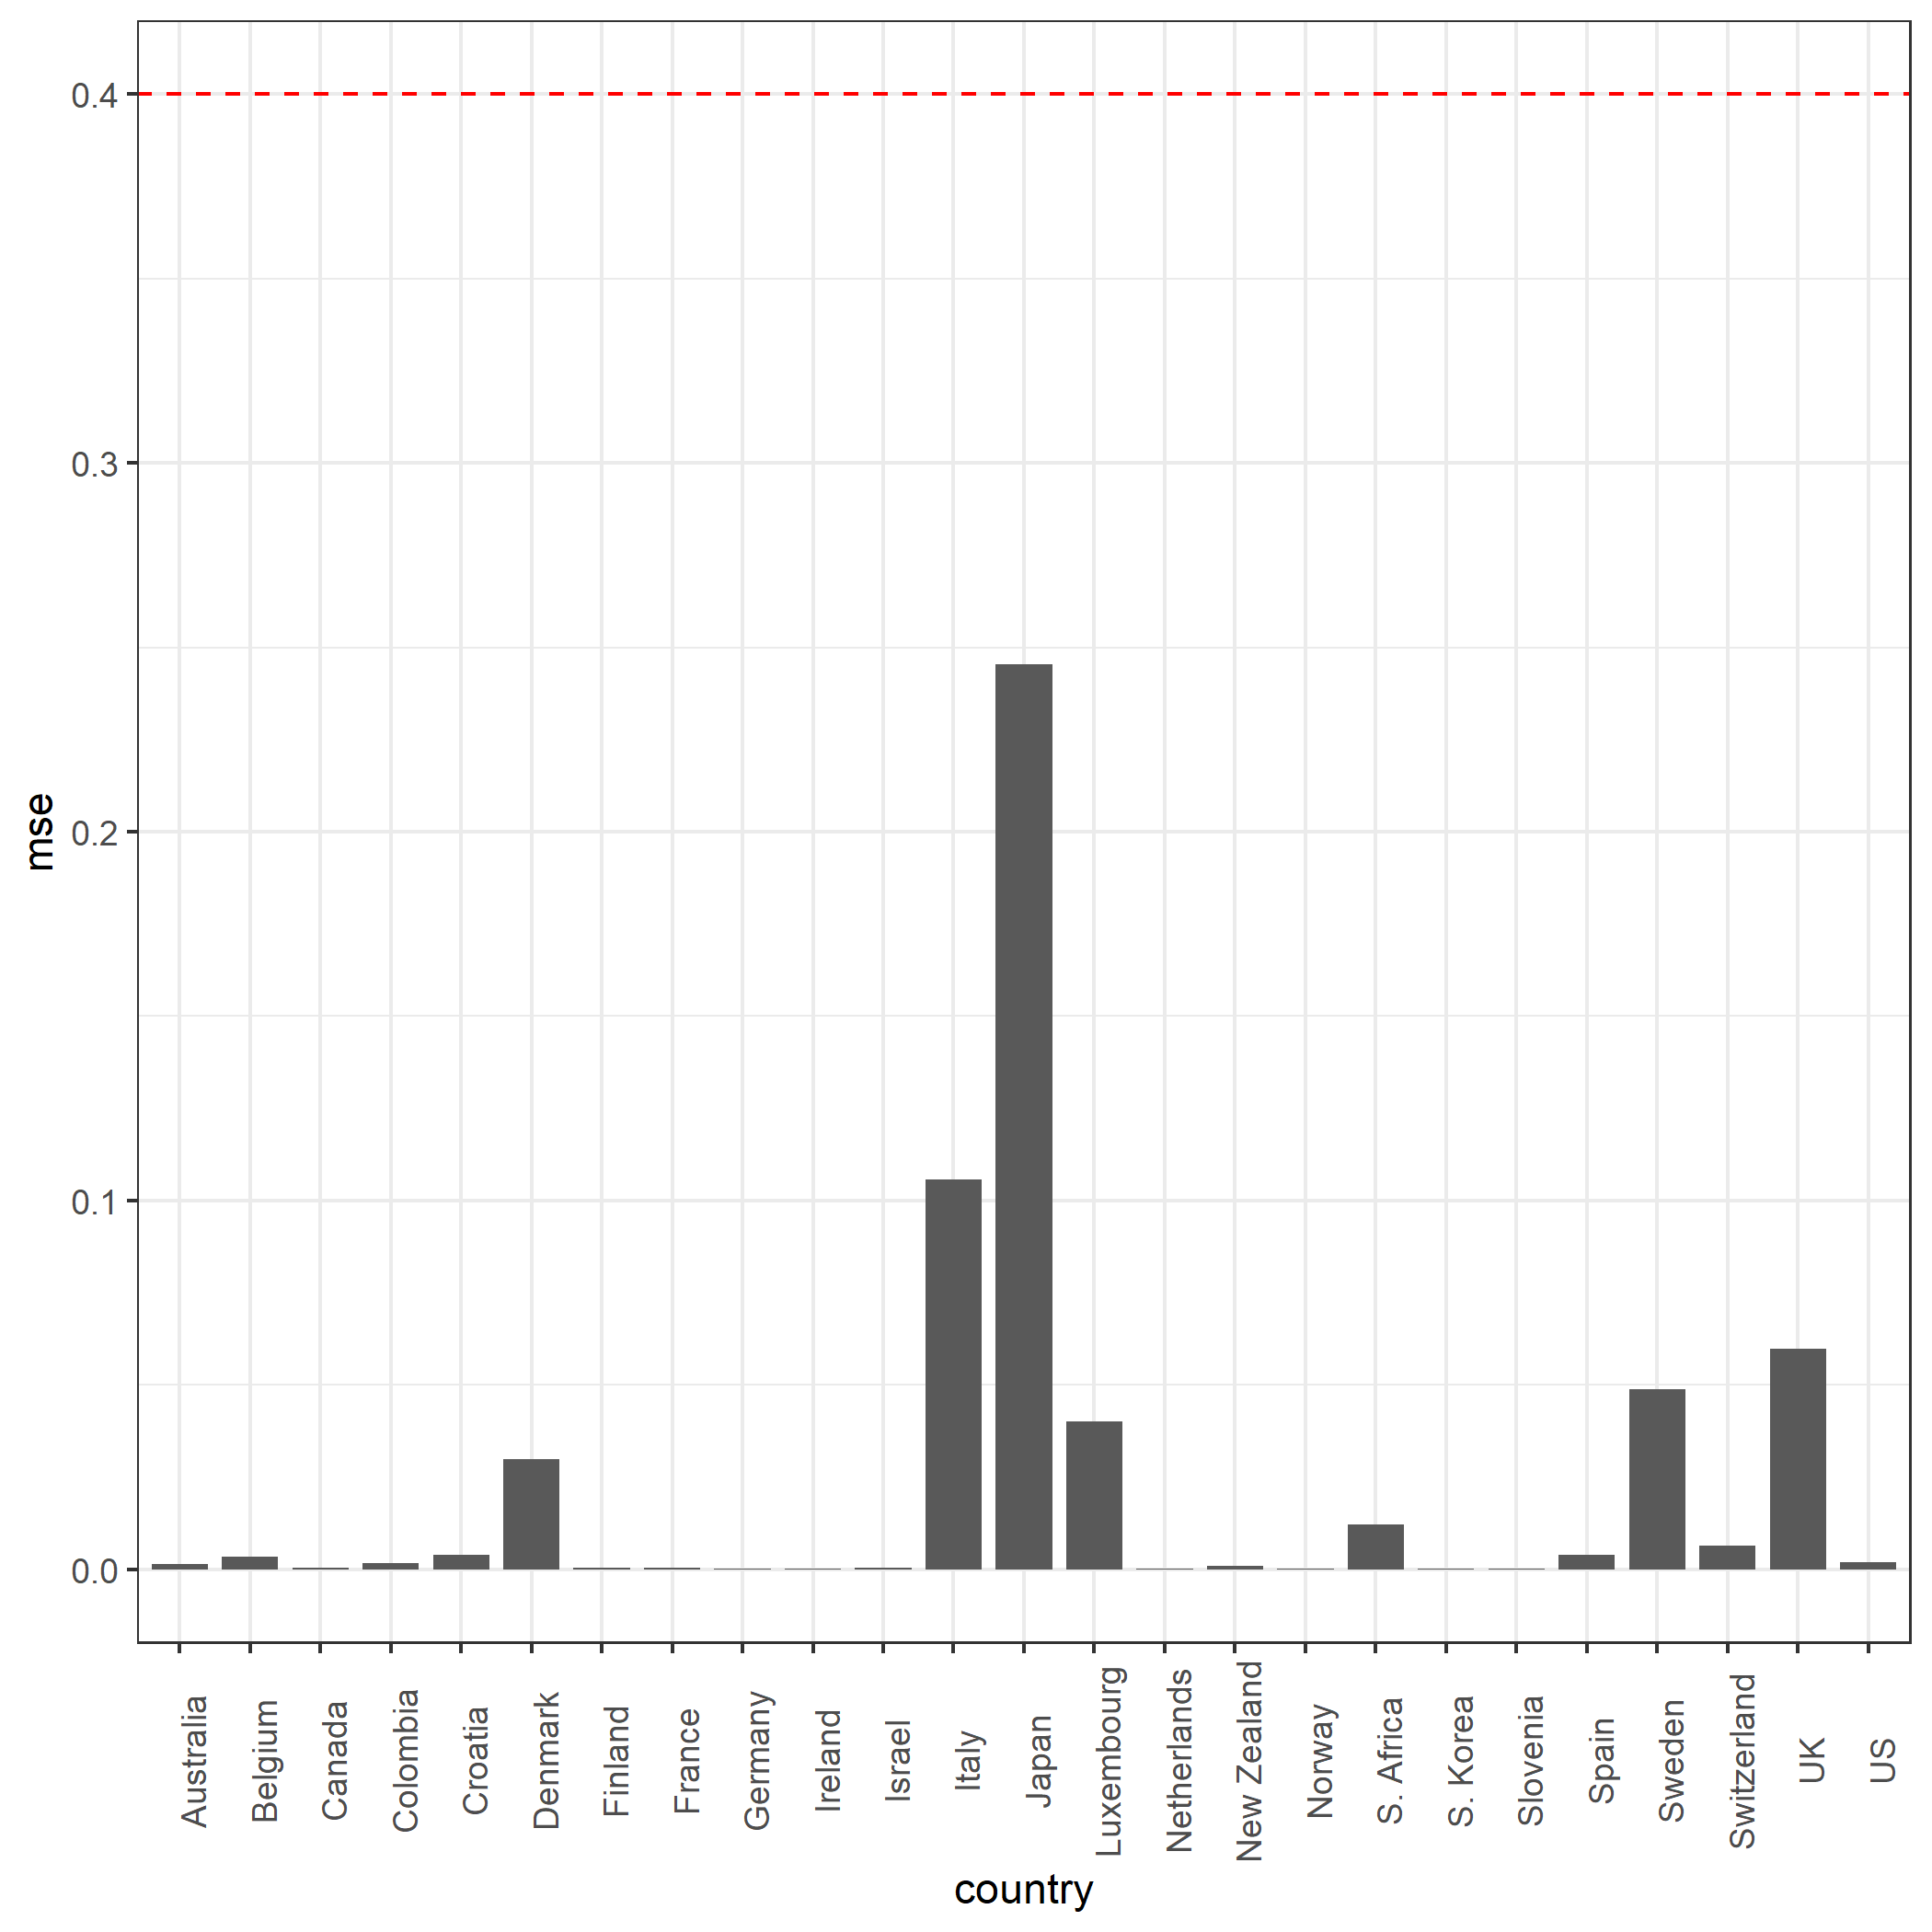 mse
0.4
0.3
0.2
0.1
0.0
Australia
Belgium
Canada
Colombia
Croatia
Denmark
Finland
France
Germany
Ireland
Israel
Italy
Japan
Luxembourg
Netherlands
New Zealand
Norway
S. Africa
S. Korea
Slovenia
Spain
Sweden
Switzerland
UK
US
country